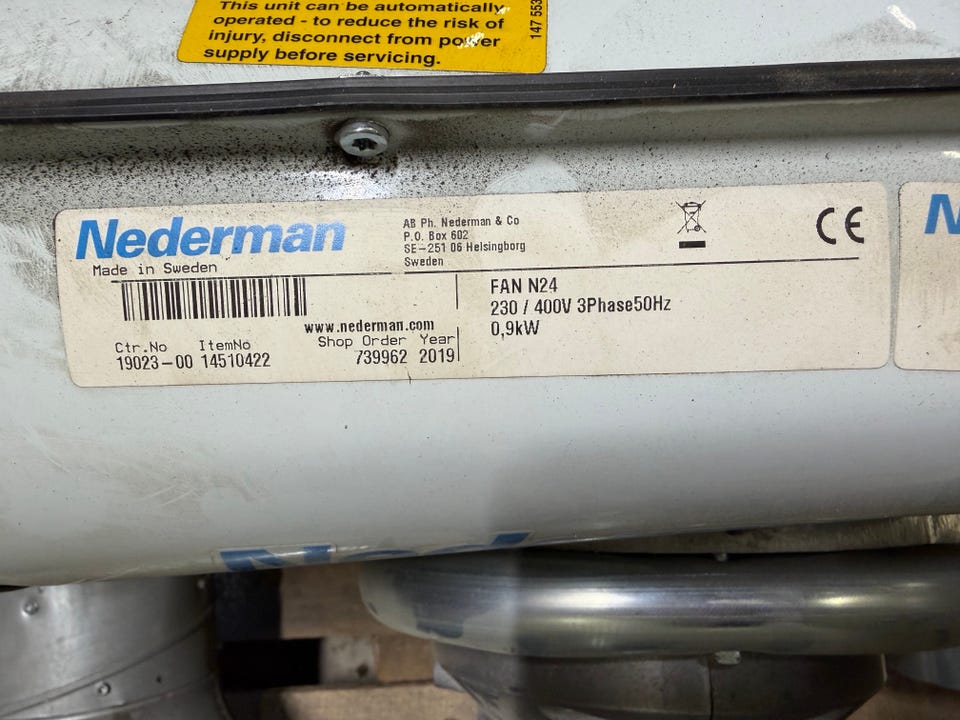 This unit can be automatically
operated - to reduce the risk of
injury, disconnect from power
supply before servicing.
147 553
Nederman
Made in Sweden
AB Ph. Nederman & Co
P.O. Box 602
SE-251 06 Helsingborg
Sweden
CE
FAN N24
230 / 400V 3Phase50Hz
0,9kW
www.nederman.com
Ctr.No ItemNo Shop Order Year
19023-00 14510422 739962 2019
N